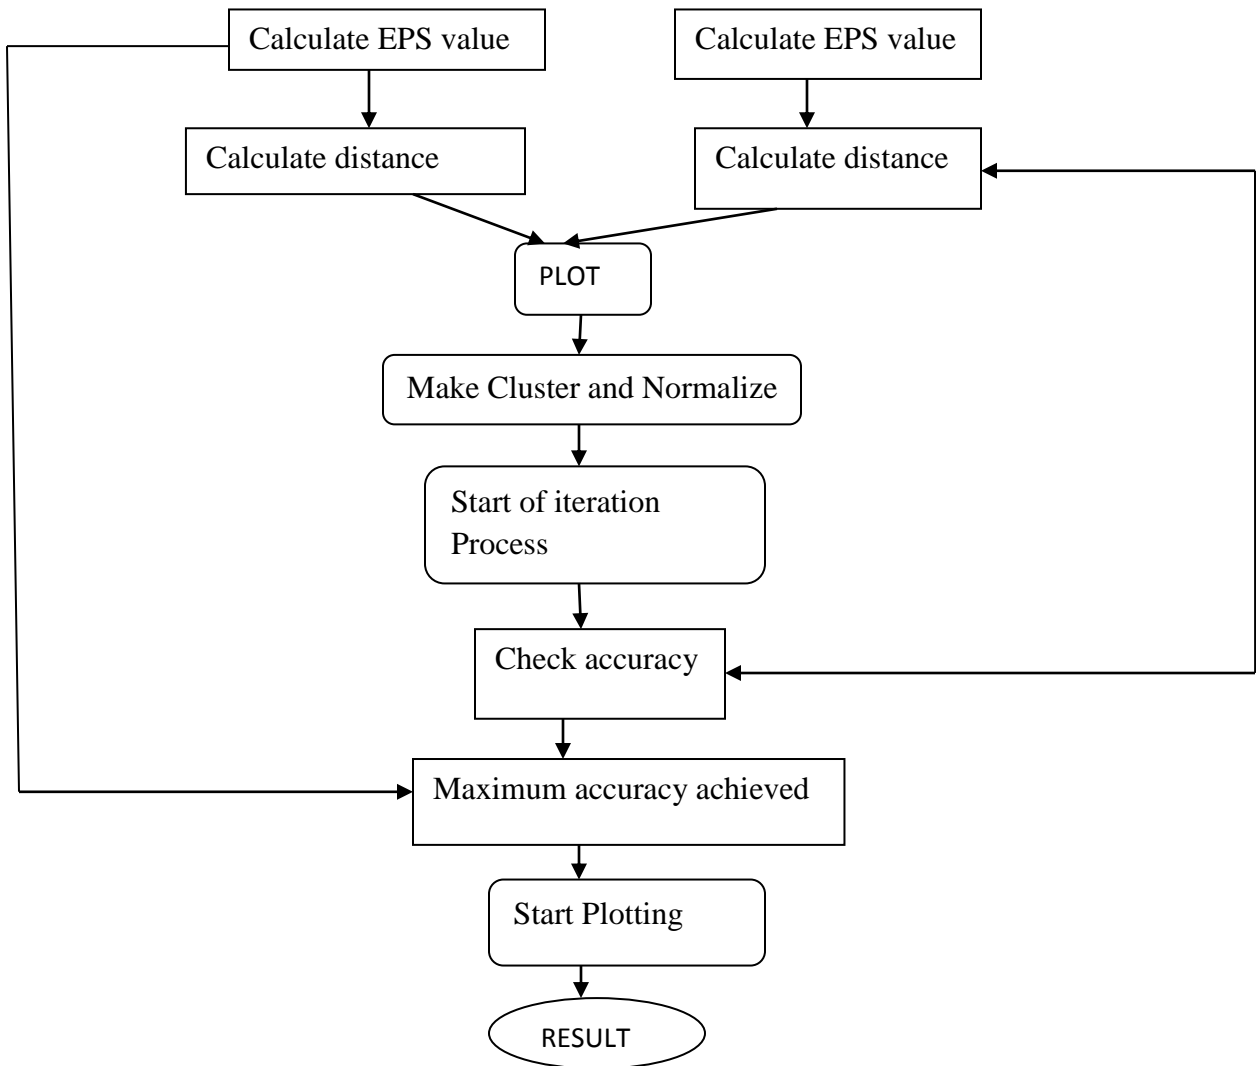 Calculate EPS value
Calculate EPS value
Calculate distance
Calculate distance
PLOT
Make Cluster and Normalize
Start of iteration
Process
Check accuracy
Maximum accuracy achieved
Start Plotting
RESULT